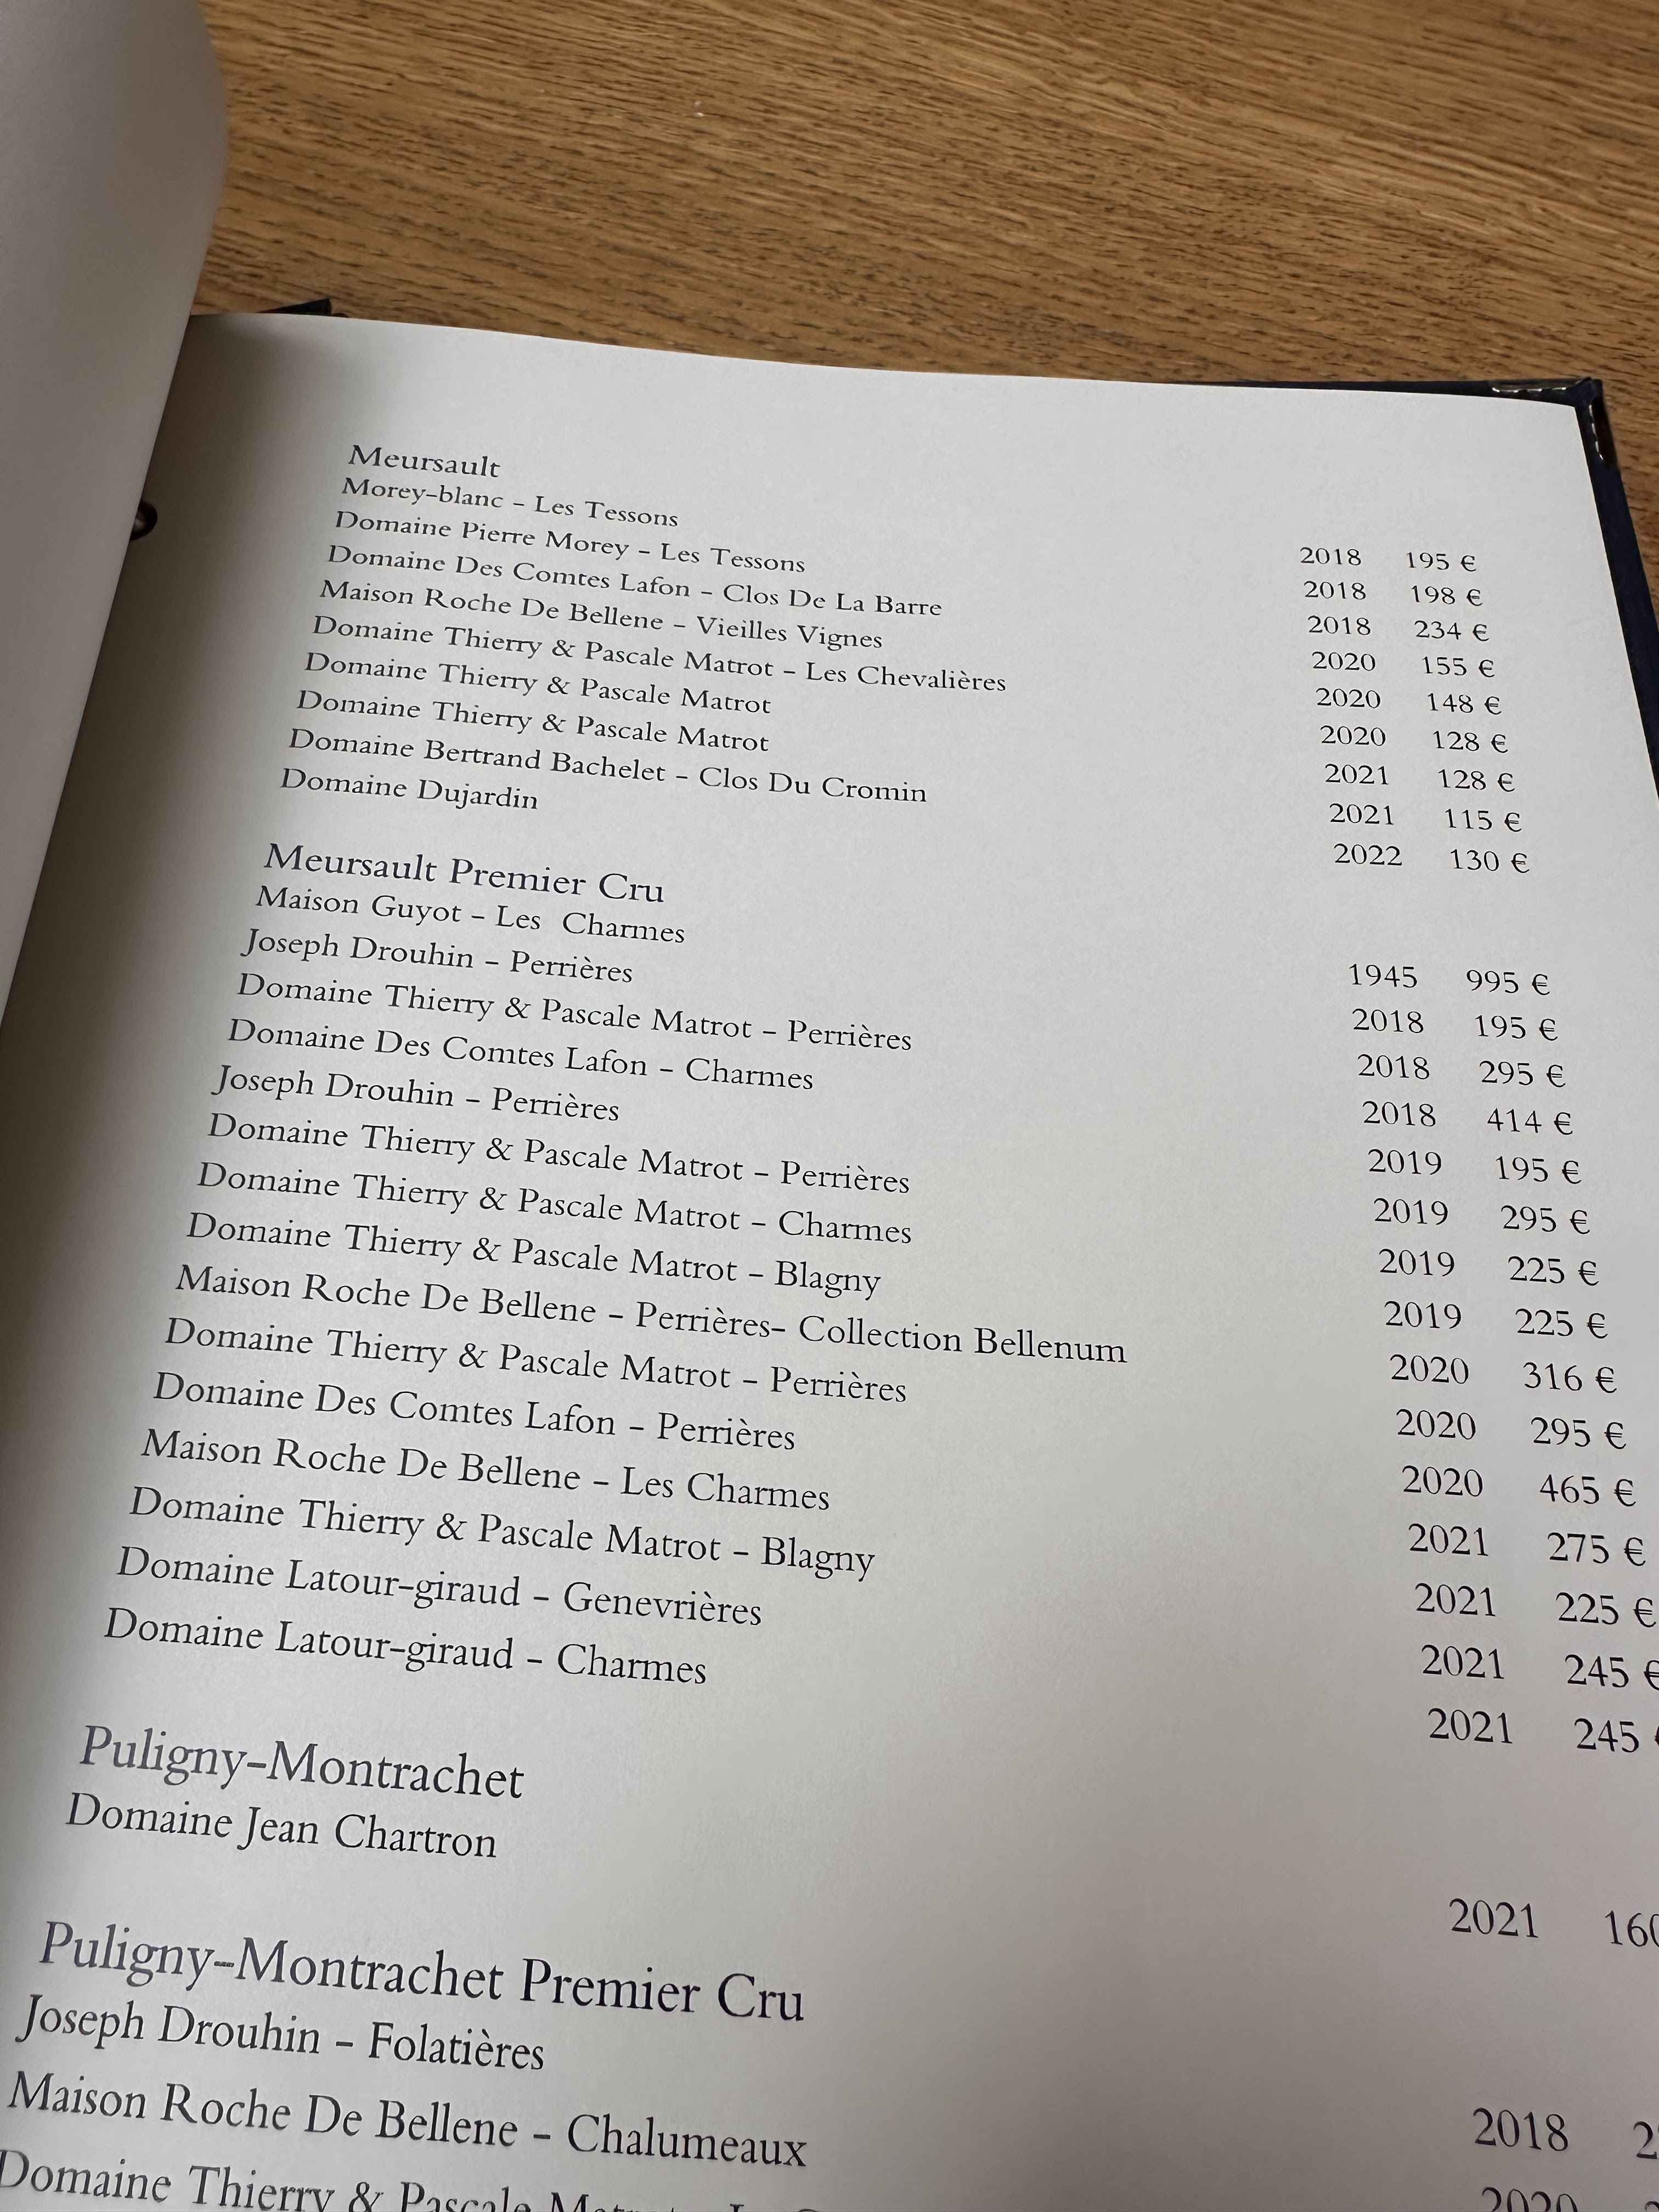 Meursault
Morey-blanc - Les Tessons 2018 195 €
Domaine Pierre Morey - Les Tessons 2018 198 €
Domaine Des Comtes Lafon - Clos De La Barre 2018 234 €
Maison Roche De Bellene - Vieilles Vignes 2020 155 €
Domaine Thierry & Pascale Matrot - Les Chevalières 2020 148 €
Domaine Thierry & Pascale Matrot 2020 128 €
Domaine Thierry & Pascale Matrot 2021 128 €
Domaine Bertrand Bachelet - Clos Du Cromin 2021 115 €
Domaine Dujardin 2022 130 €
Meursault Premier Cru
Maison Guyot - Les Charmes 1945 995 €
Joseph Drouhin - Perrières 2018 195 €
Domaine Thierry & Pascale Matrot - Perrières 2018 295 €
Domaine Des Comtes Lafon - Charmes 2018 414 €
Joseph Drouhin - Perrières 2019 195 €
Domaine Thierry & Pascale Matrot - Perrières 2019 295 €
Domaine Thierry & Pascale Matrot - Charmes 2019 225 €
Domaine Thierry & Pascale Matrot - Blagny 2019 225 €
Maison Roche De Bellene - Perrières- Collection Bellenum 2020 316 €
Domaine Thierry & Pascale Matrot - Perrières 2020 295 €
Domaine Des Comtes Lafon - Perrières 2020 465 €
Maison Roche De Bellene - Les Charmes 2021 275 €
Domaine Thierry & Pascale Matrot - Blagny 2021 225 €
Domaine Latour-giraud - Genevrières 2021 245 €
Domaine Latour-giraud - Charmes 2021 245 €
Puligny-Montrachet
Domaine Jean Chartron 2021 160
Puligny-Montrachet Premier Cru
Joseph Drouhin - Folatières 2018
Maison Roche De Bellene - Chalumeaux 2020
Domaine Thierry & Pascale Matrot